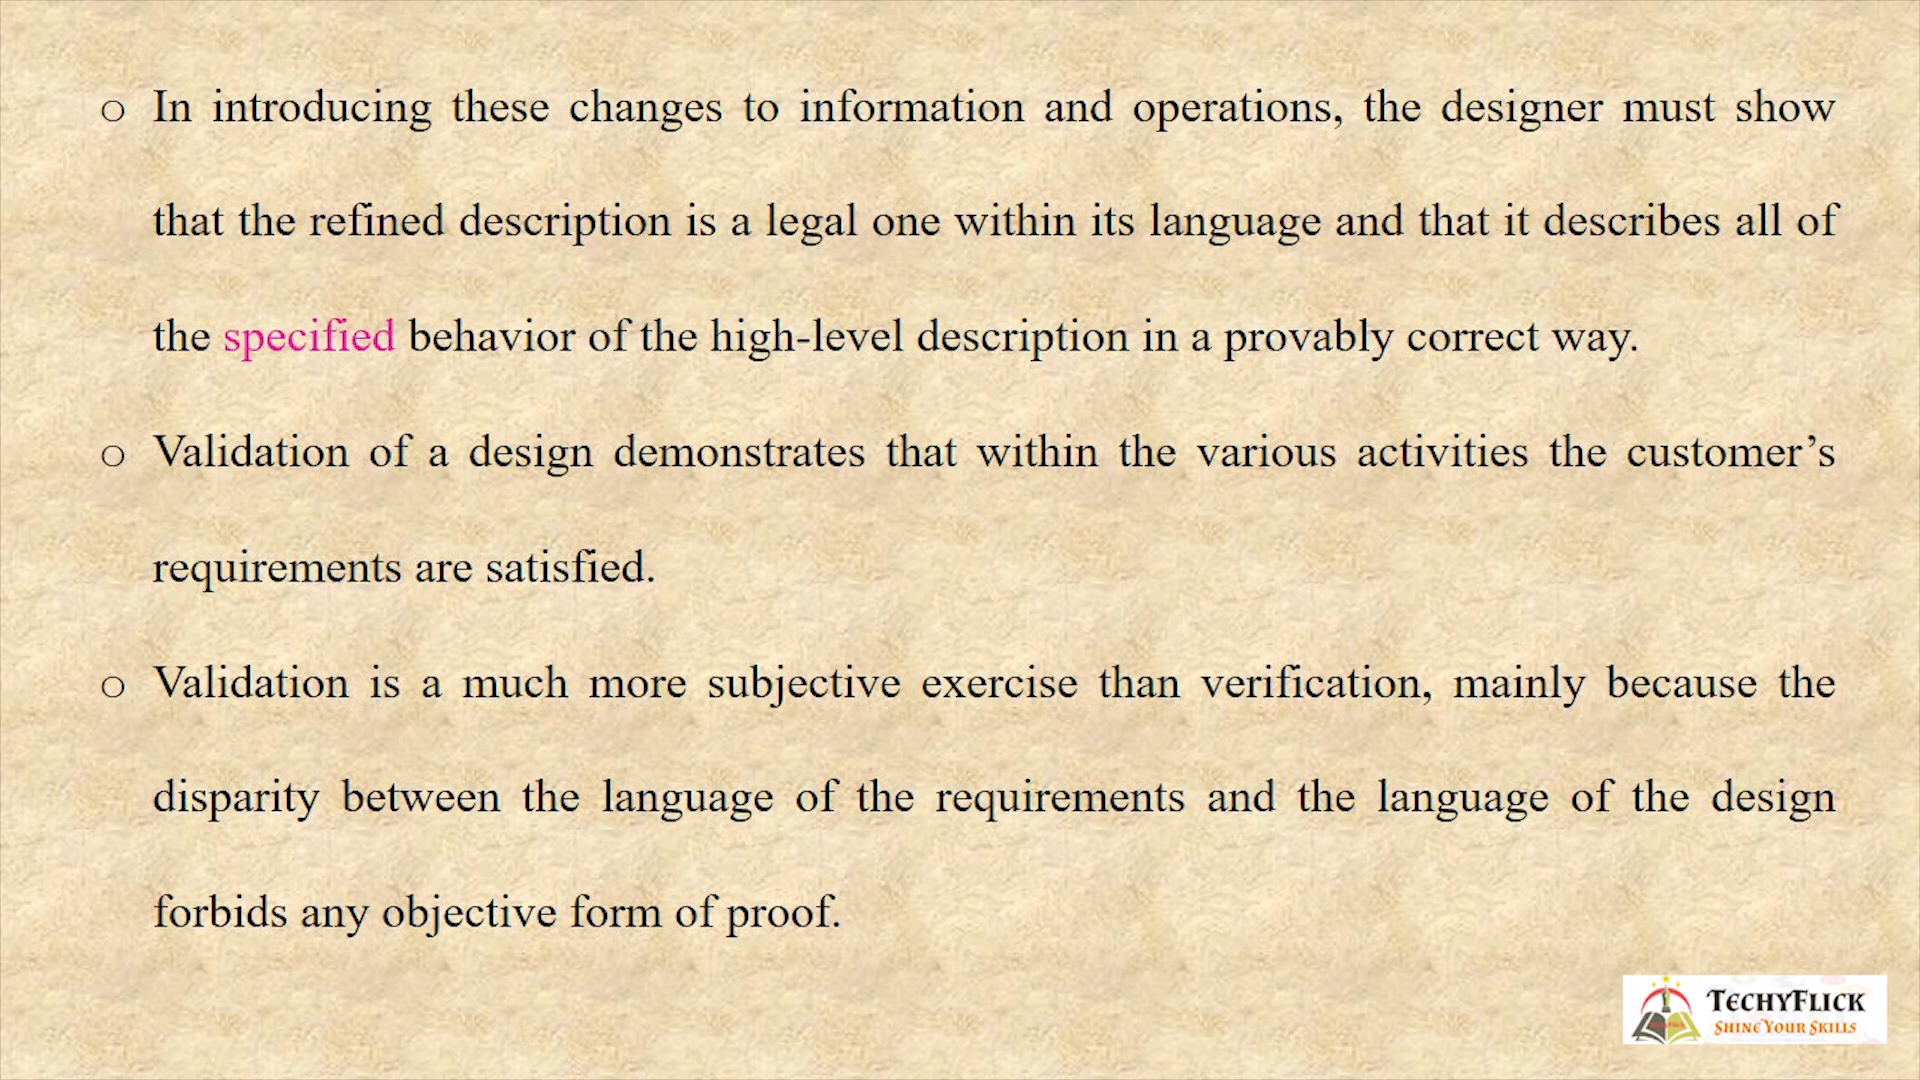 o In introducing these changes to information and operations, the designer must show
that the refined description is a legal one within its language and that it describes all of
the specified behavior of the high-level description in a provably correct way.
o Validation of a design demonstrates that within the various activities the customer’s
requirements are satisfied.
o Validation is a much more subjective exercise than verification, mainly because the
disparity between the language of the requirements and the language of the design
forbids any objective form of proof.
TECHYFLICK
SHINE YOUR SKILLS